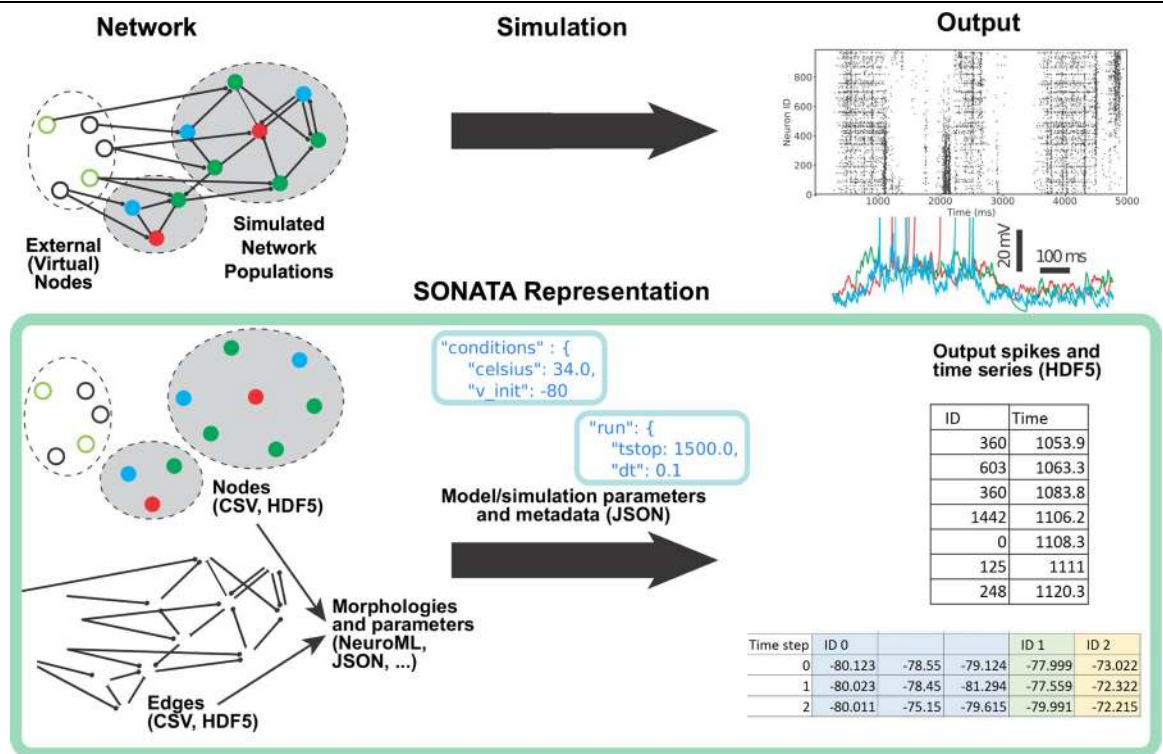 Network
Simulation
Output
Neuron ID
800
600
400
200
0
1000
2000
3000
4000
5000
Time (ms)
20 mV
100 ms
External
(Virtual)
Nodes
Simulated
Network
Populations
SONATA Representation
"conditions" : {
"celsius": 34.0,
"v_init": -80
"run": {
"tstop: 1500.0,
"dt": 0.1
Model/simulation parameters
and metadata (JSON)
Nodes
(CSV, HDF5)
Morphologies
and parameters
(NeuroML,
JSON, ...)
Edges
(CSV, HDF5)
Output spikes and
time series (HDF5)
ID Time
360 1053.9
603 1063.3
360 1083.8
1442 1106.2
0 1108.3
125 1111
248 1120.3
Time step ID 0 ID 1 ID 2
0 -80.123 -78.55 -79.124 -77.999 -73.022
1 -80.023 -78.45 -81.294 -77.559 -72.322
2 -80.011 -75.15 -79.615 -79.991 -72.215